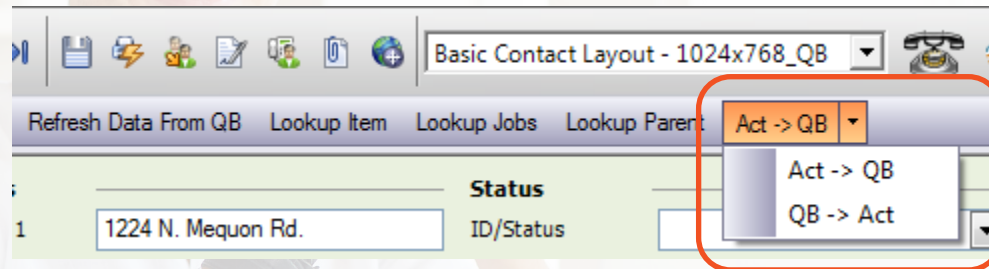 Basic Contact Layout - 1024x768_QB
Refresh Data From QB Lookup Item Lookup Jobs Lookup Parent Act -> QB
Act -> QB
QB -> Act
Status
1 1224 N. Mequon Rd. ID/Status